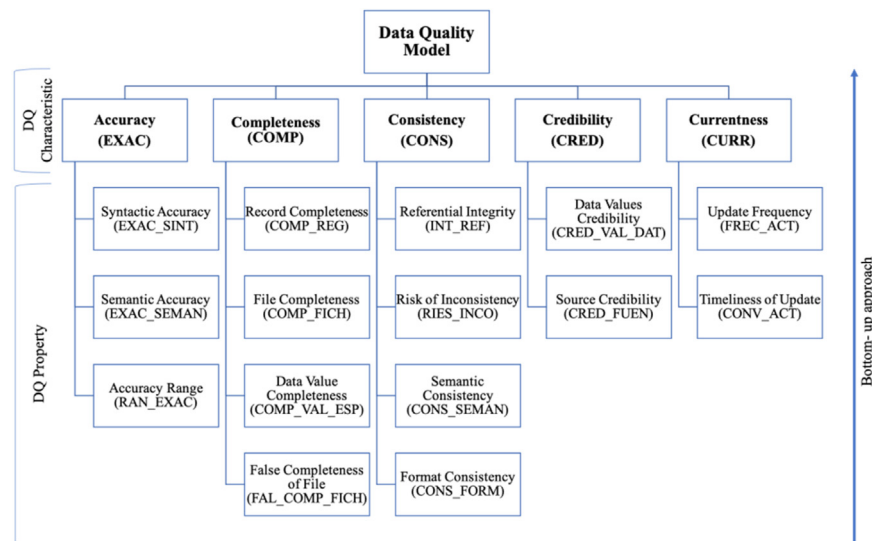 Data Quality
Model
DQ
Characteristic
Accuracy
(EXAC)
Completeness
(COMP)
Consistency
(CONS)
Credibility
(CRED)
Currentness
(CURR)
DQ Property
Syntactic Accuracy
(EXAC_SINT)
Semantic Accuracy
(EXAC_SEMAN)
Accuracy Range
(RAN_EXAC)
Record Completeness
(COMP_REG)
File Completeness
(COMP_FICH)
Data Value
Completeness
(COMP_VAL_ESP)
False Completeness
of File
(FAL_COMP_FICH)
Referential Integrity
(INT_REF)
Risk of Inconsistency
(RIES_INCO)
Semantic
Consistency
(CONS_SEMAN)
Format Consistency
(CONS_FORM)
Data Values
Credibility
(CRED_VAL_DAT)
Source Credibility
(CRED_FUEN)
Update Frequency
(FREC_ACT)
Timeliness of Update
(CONV_ACT)
Bottom- up approach